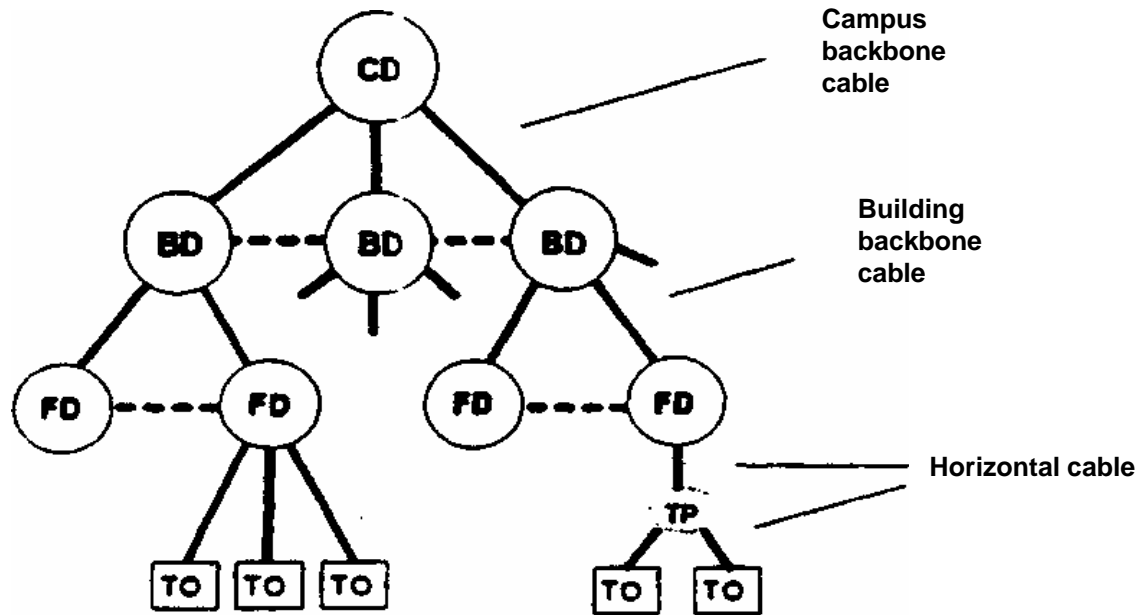 Campus
backbone
cable
CD
Building
backbone
cable
BD
BD
BD
FD
FD
FD
FD
Horizontal cable
TP
TO
TO
TO
TO
TO